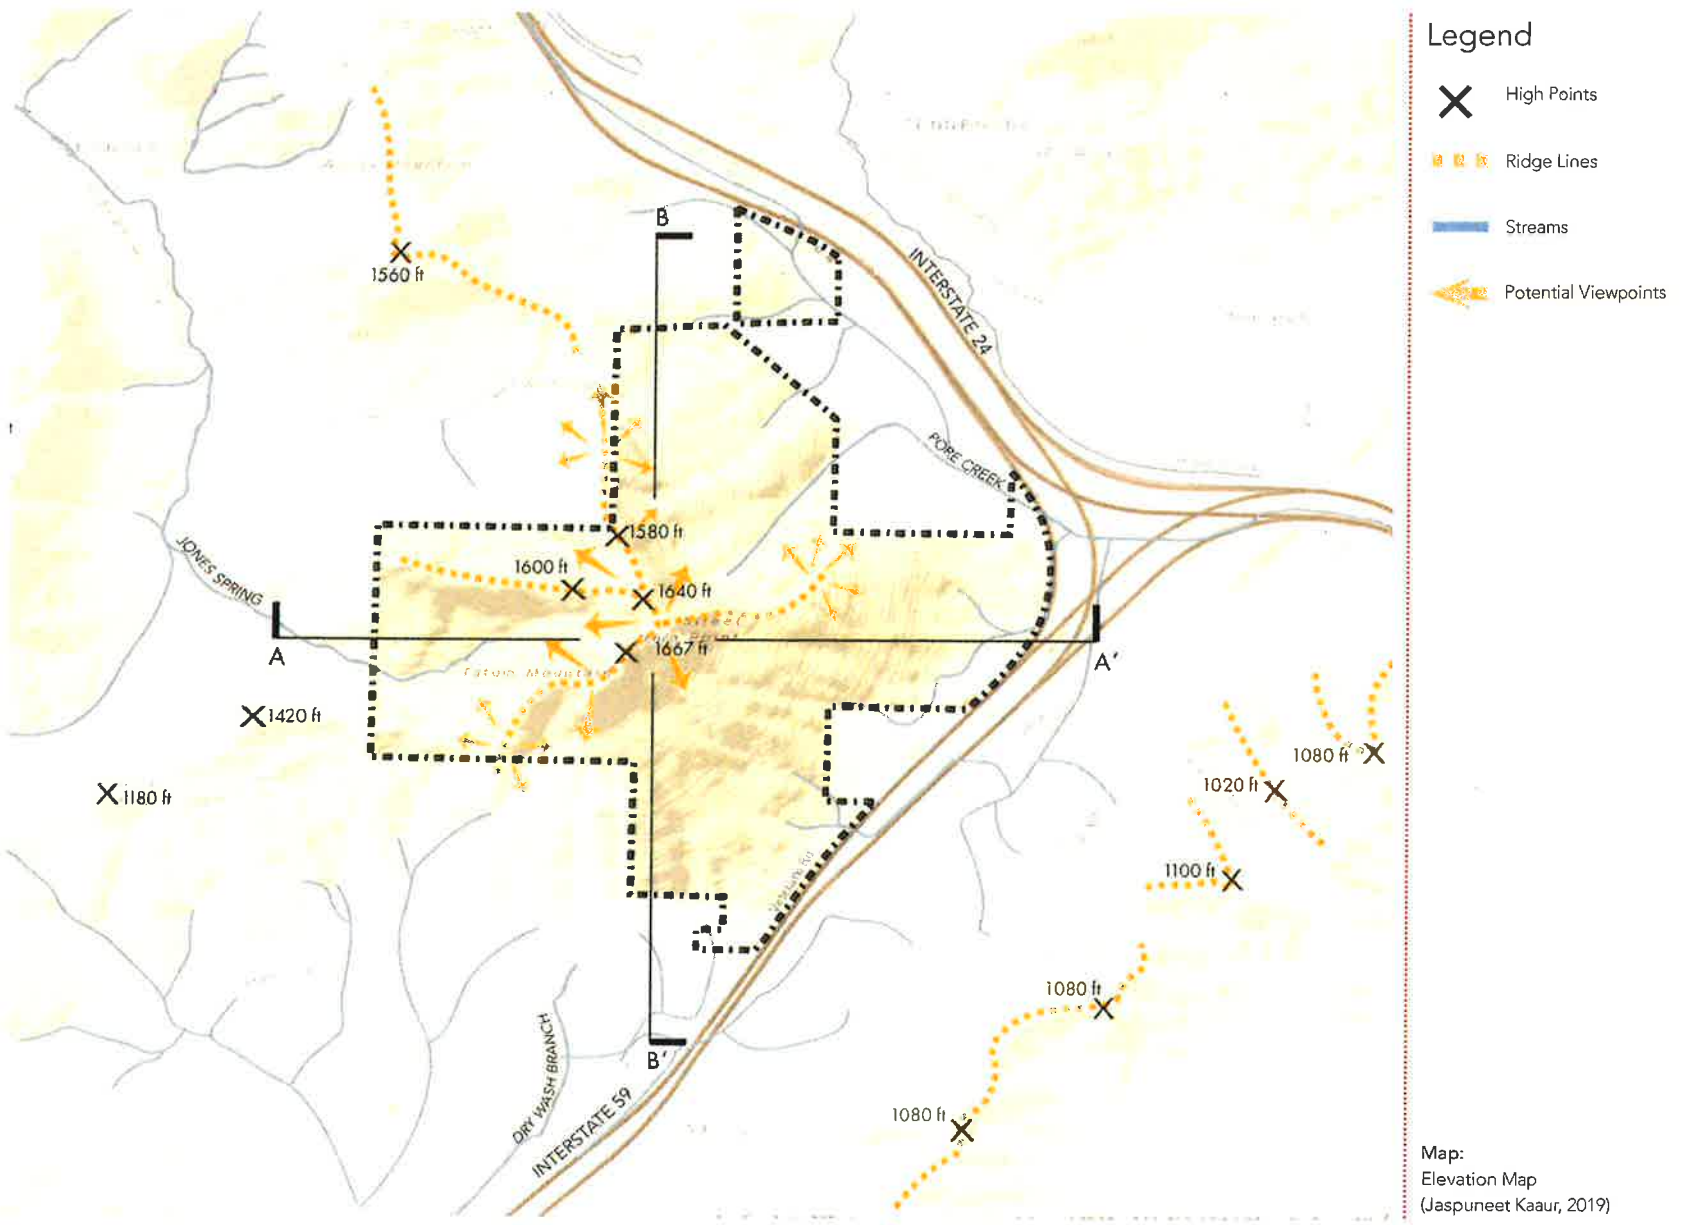 Legend
High Points
Ridge Lines
Streams
Potential Viewpoints
B
1560 ft
INTERSTATE 24
PORE CREEK
1580 ft
1600 ft
1640 ft
JONES SPRING
A
A'
1667 ft
Tatum Mountain
1420 ft
1180 ft
1080 ft
1020 ft
1100 ft
1080 ft
1080 ft
B'
DRY WASH BRANCH
INTERSTATE 59
Map:
Elevation Map
(Jaspuneet Kaaur, 2019)